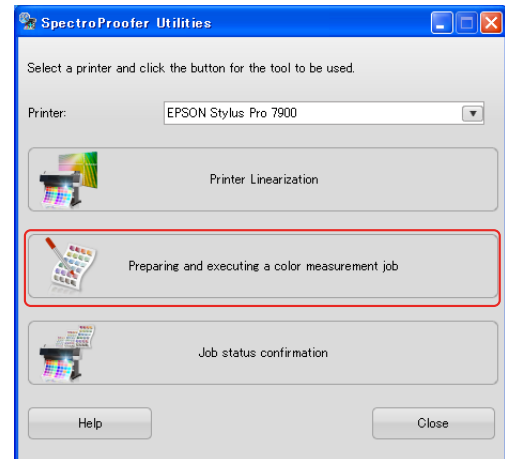 SpectroProofer Utilities
Select a printer and click the button for the tool to be used.
Printer: EPSON Stylus Pro 7900
Printer Linearization
Preparing and executing a color measurement job
Job status confirmation
Help Close